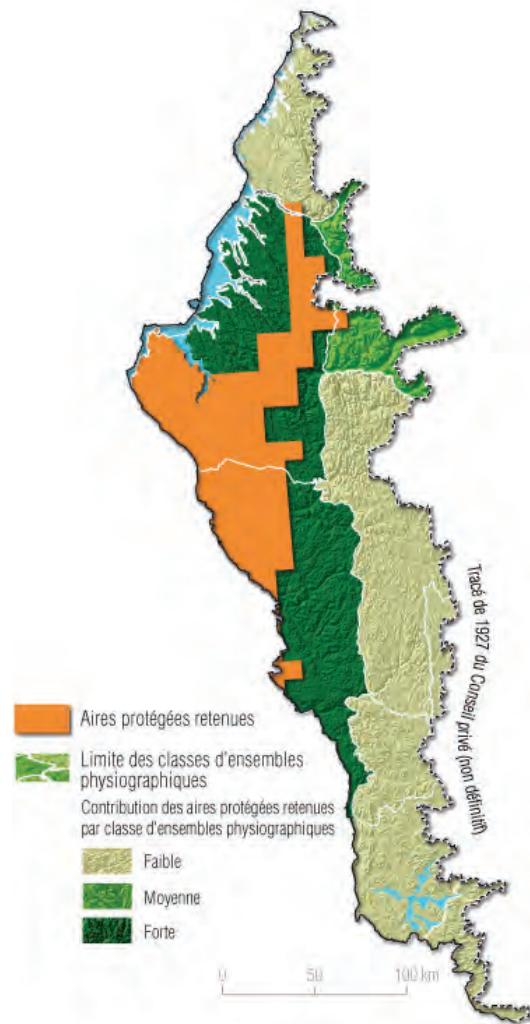 Tracé de 1927 du Conseil privé (non définitif)
Aires protégées retenues
Limite des classes d'ensembles
physiographiques
Contribution des aires protégées retenues
par classe d'ensembles physiographiques
Faible
Moyenne
Forte
0 50 100 km